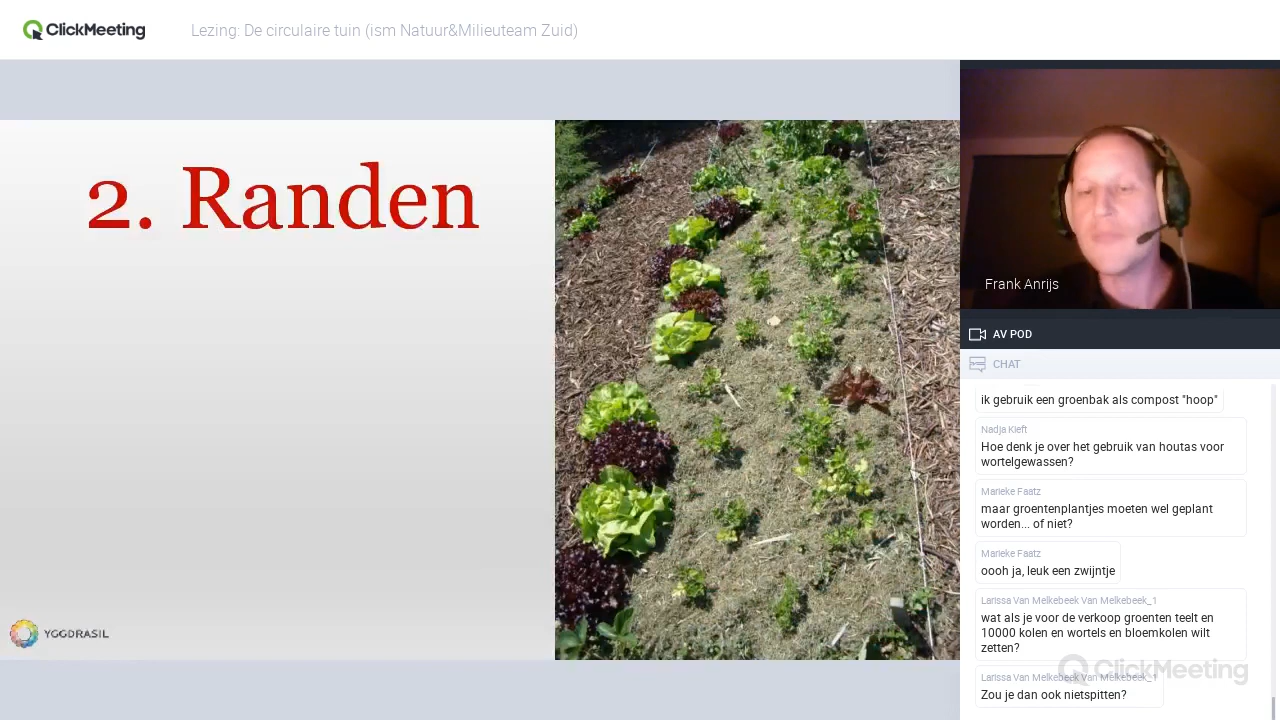 ClickMeeting
Lezing: De circulaire tuin (ism Natuur&Milieuteam Zuid)
2. Randen
YGGDRASIL
Frank Anrijs
AV POD
CHAT
ik gebruik een groenbak als compost "hoop"
Nadja Kieft
Hoe denk je over het gebruik van houtas voor
wortelgewassen?
Marieke Faatz
maar groentenplantjes moeten wel geplant
worden... of niet?
Marieke Faatz
oooh ja, leuk een zwijntje
Larissa Van Melkebeek Van Melkebeek_1
wat als je voor de verkoop groenten teelt en
10000 kolen en wortels en bloemkolen wilt
zetten?
Larissa Van Melkebeek Van Melkebeek_1
Zou je dan ook nietspitten?
ClickMeeting